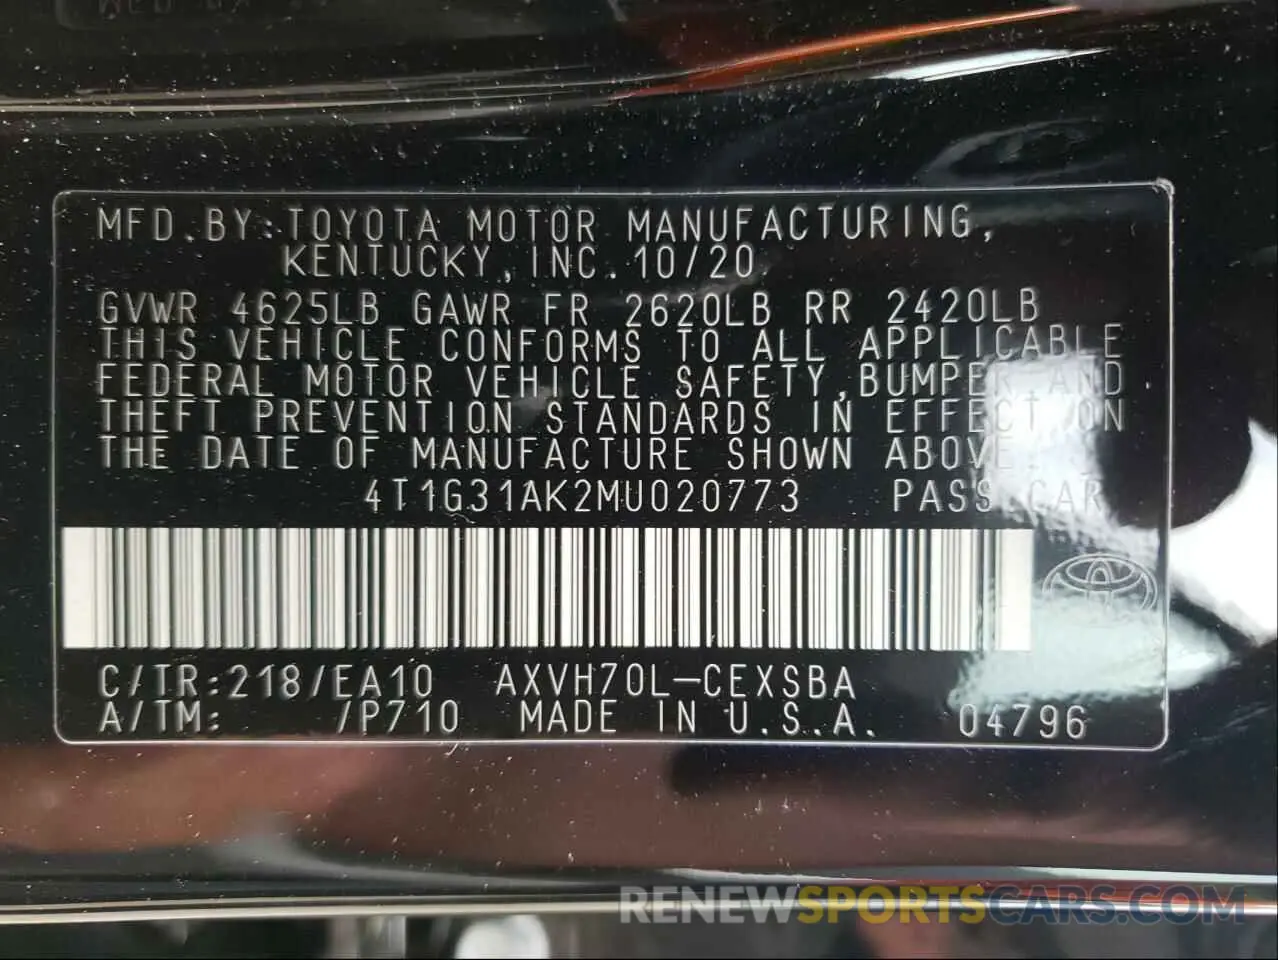 MFD.BY:TOYOTA MOTOR MANUFACTURING,
KENTUCKY,INC.10/20
GVWR 4625LB GAWR FR 2620LB RR 2420LB
THIS VEHICLE CONFORMS TO ALL APPLICABLE
FEDERAL MOTOR VEHICLE SAFETY,BUMPER AND
THEFT PREVENTION STANDARDS IN EFFECT ON
THE DATE OF MANUFACTURE SHOWN ABOVE.
4T1G31AK2MU020773 PASS.CAR
C/TR:218/EA10 AXVH70L-CEXSBA
A/TM: /P710 MADE IN U.S.A. 04796
RENEWSPORTSCARS.COM